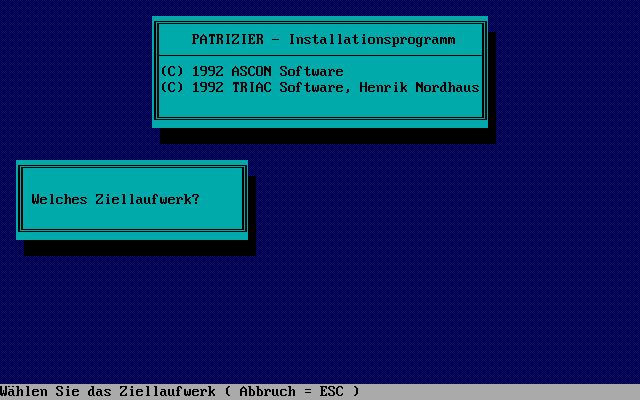 PATRIZIER - Installationsprogramm
(C) 1992 ASCON Software
(C) 1992 TRIAC Software, Henrik Nordhaus
Welches Ziellaufwerk?
Wählen Sie das Ziellaufwerk ( Abbruch = ESC )